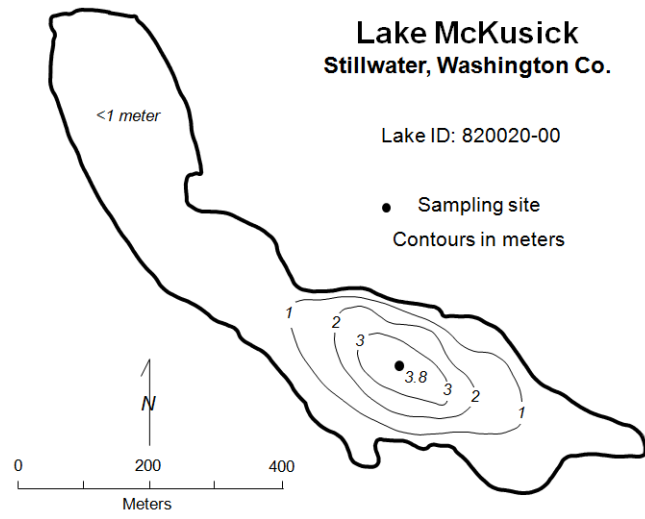 Lake McKusick
Stillwater, Washington Co.
<1 meter
Lake ID: 820020-00
Sampling site
Contours in meters
1
2
3
3.8
3
2
1
N
0 200 400
Meters